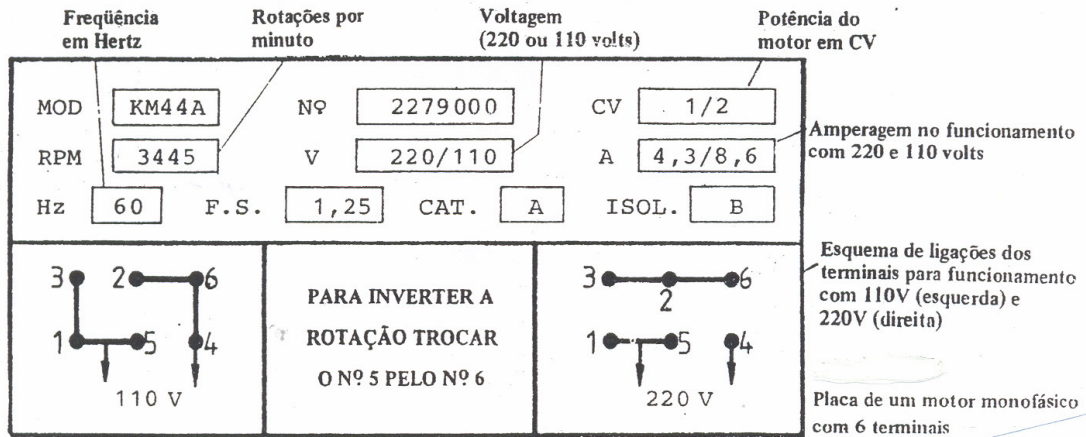 Freqüência
em Hertz
Rotações por
minuto
Voltagem
(220 ou 110 volts)
Potência do
motor em CV
MOD KM44A Nº 2279000 CV 1/2
RPM 3445 V 220/110 A 4,3/8,6
Amperagem no funcionamento
com 220 e 110 volts
Hz 60 F.S. 1,25 CAT. A ISOL. B
3 2 6
1 5 4
110 V
PARA INVERTER A
ROTAÇÃO TROCAR
O Nº 5 PELO Nº 6
3 2 6
1 5 4
220 V
Esquema de ligações dos
terminais para funcionamento
com 110V (esquerda) e
220V (direita)
Placa de um motor monofásico
com 6 terminais